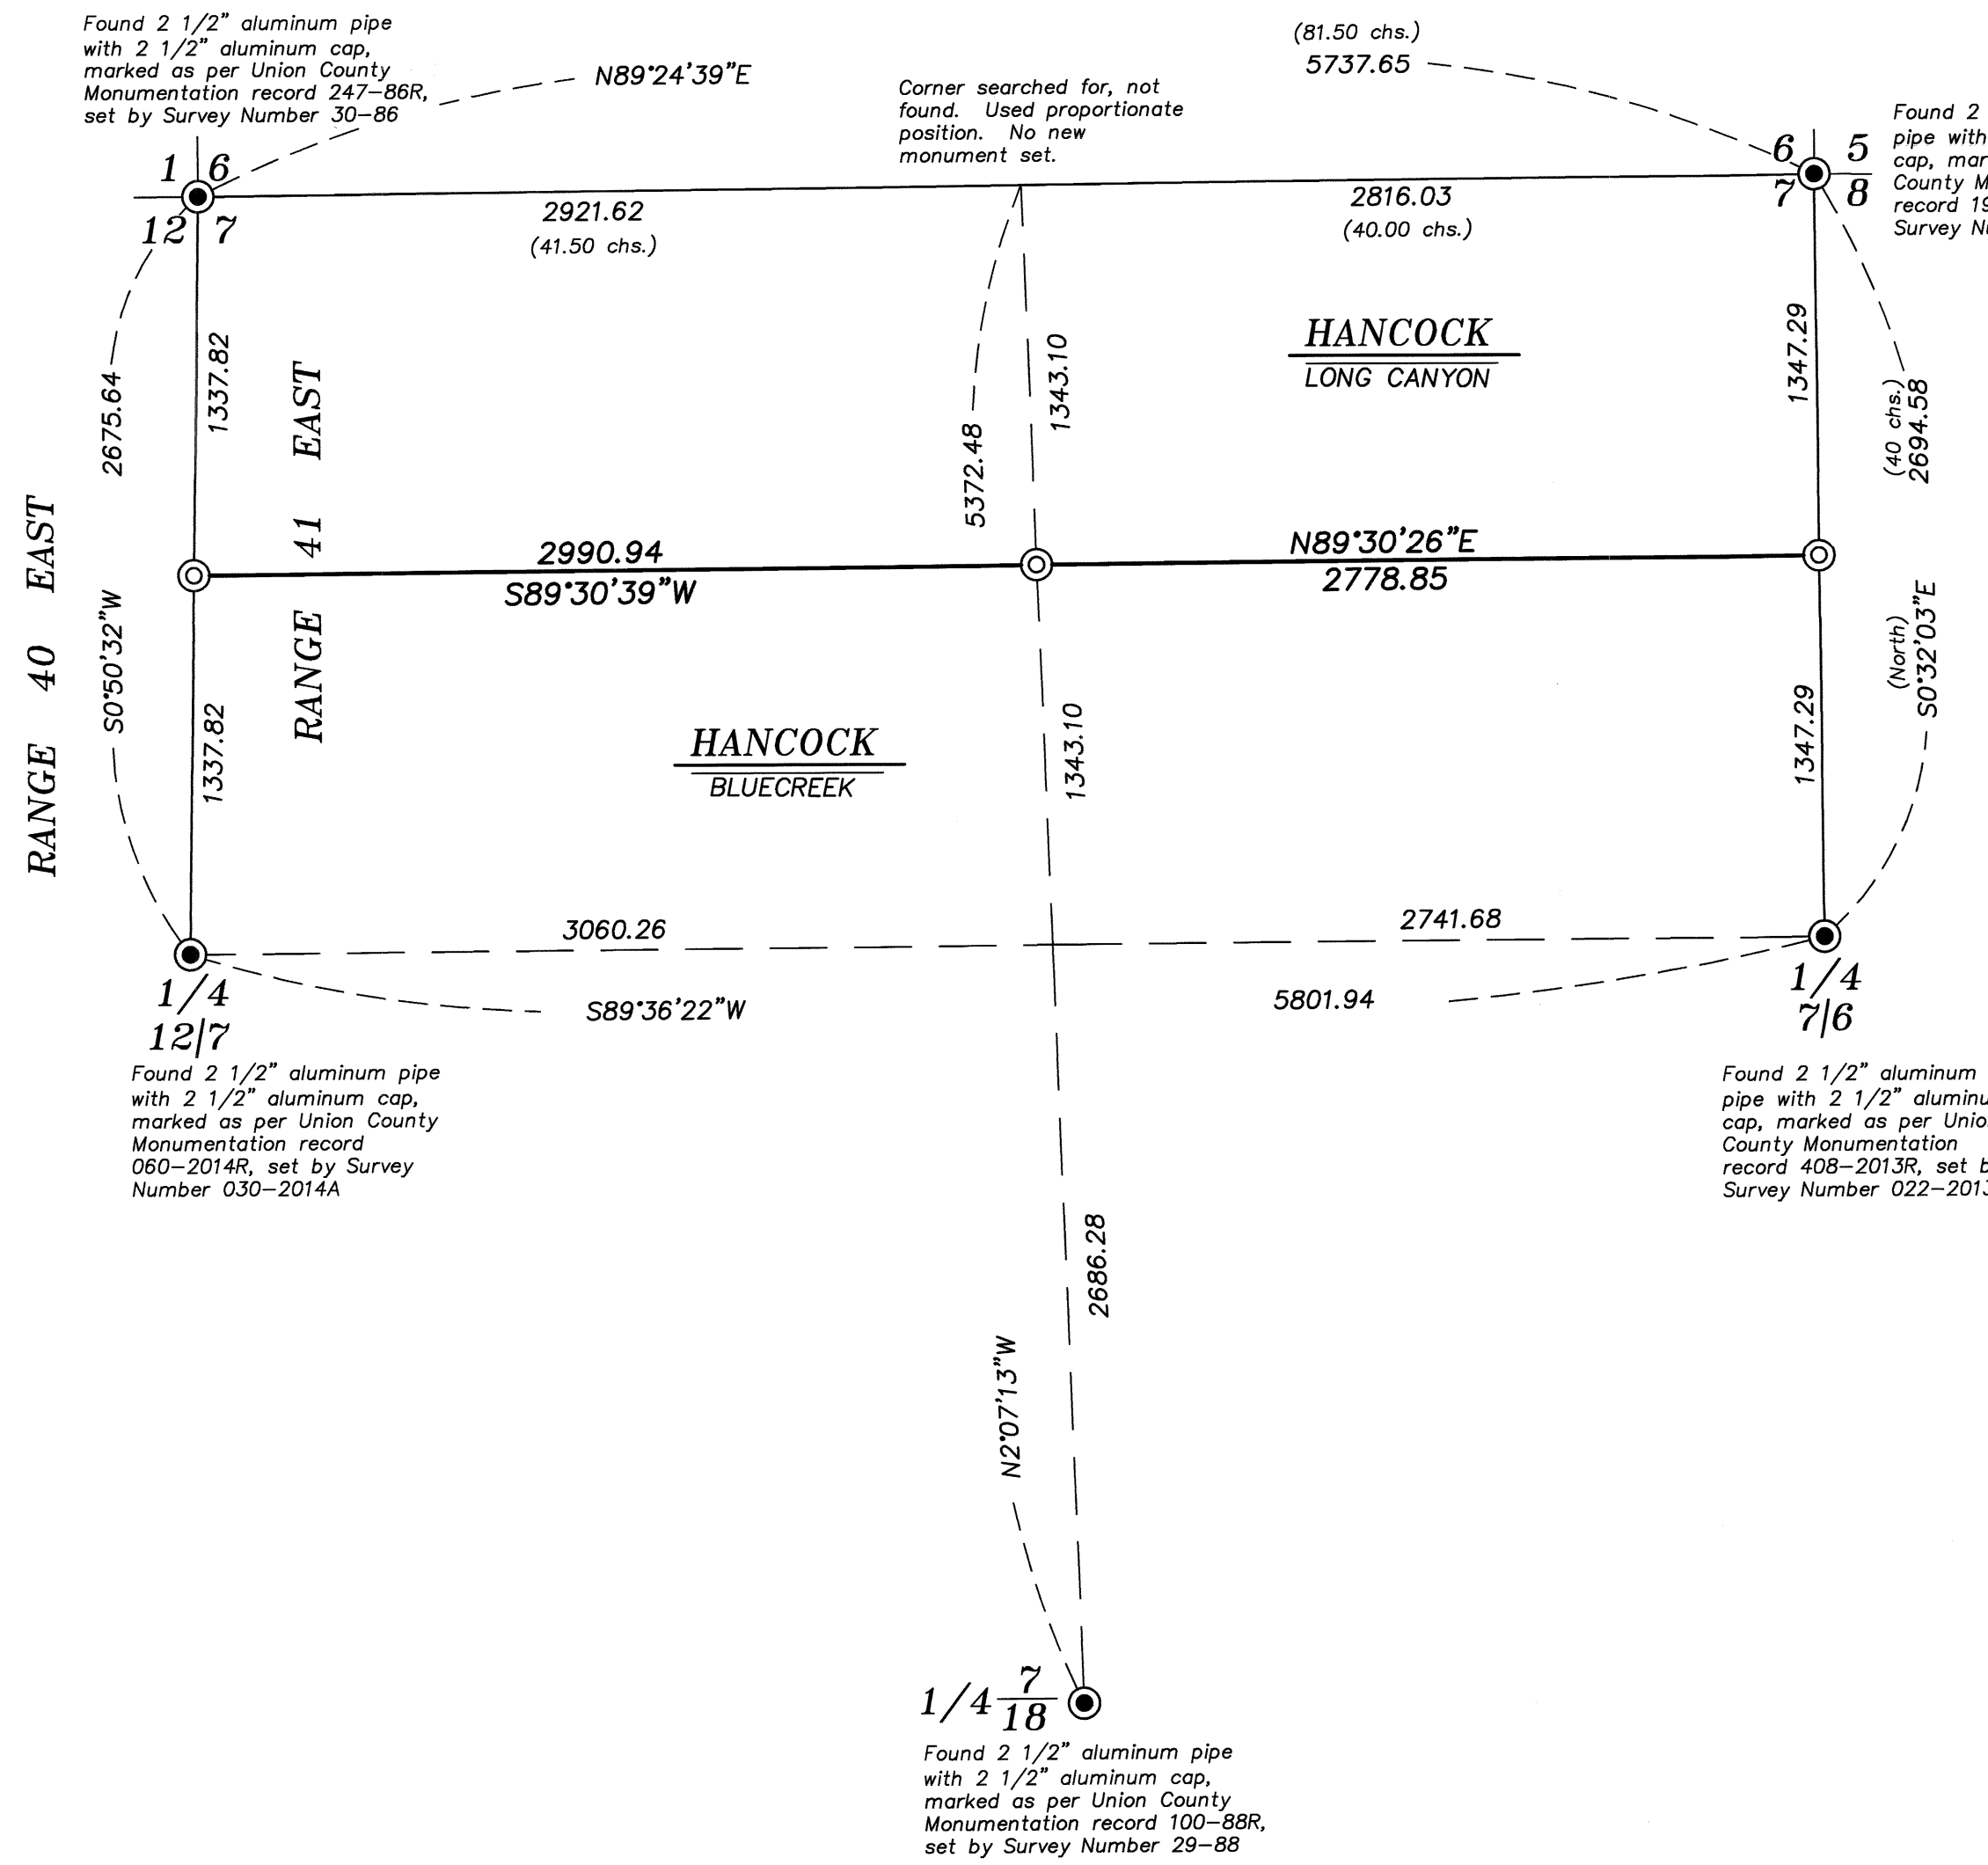 Found 2 1/2" aluminum pipe
with 2 1/2" aluminum cap,
marked as per Union County
Monumentation record 247-86R,
set by Survey Number 30-86
N89°24'39"E
Corner searched for, not
found. Used proportionate
position. No new
monument set.
(81.50 chs.)
5737.65
Found 2
pipe with
cap, mar
County M
record 19
Survey Nu
1 6
12 7
6 5
7 8
2921.62
(41.50 chs.)
2816.03
(40.00 chs.)
2675.64
1337.82
RANGE 41 EAST
5372.48
1343.10
HANCOCK
LONG CANYON
1347.29
(40 chs.)
2694.58
RANGE 40 EAST
2990.94
S89°30'39"W
N89°30'26"E
2778.85
S0°50'32"W
1337.82
HANCOCK
BLUECREEK
1343.10
1347.29
(North)
S0°32'03"E
3060.26
2741.68
S89°36'22"W
5801.94
1/4
12|7
Found 2 1/2" aluminum pipe
with 2 1/2" aluminum cap,
marked as per Union County
Monumentation record
060-2014R, set by Survey
Number 030-2014A
1/4
7|6
Found 2 1/2" aluminum
pipe with 2 1/2" aluminu
cap, marked as per Unio
County Monumentation
record 408-2013R, set b
Survey Number 022-2013
2686.28
N2°07'13"W
1/4 7
18
Found 2 1/2" aluminum pipe
with 2 1/2" aluminum cap,
marked as per Union County
Monumentation record 100-88R,
set by Survey Number 29-88